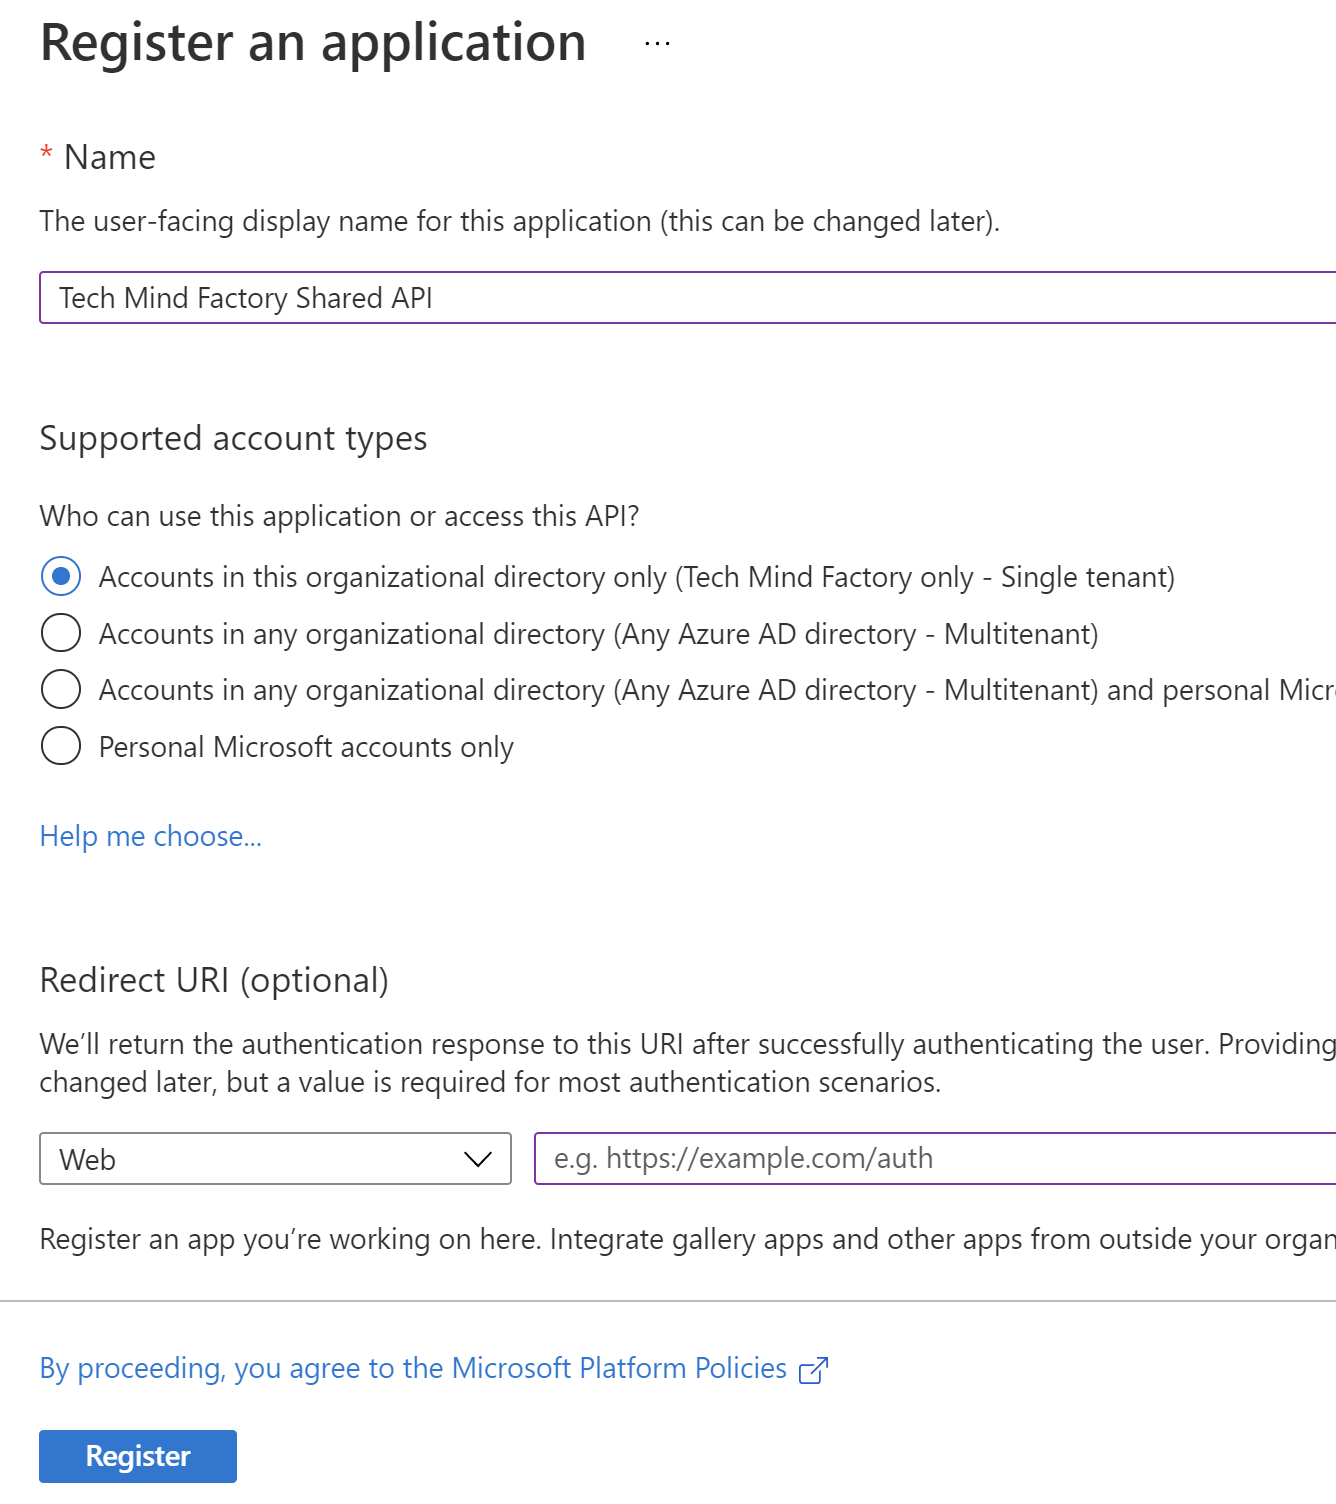 Register an application ...
* Name
The user-facing display name for this application (this can be changed later).
Tech Mind Factory Shared API
Supported account types
Who can use this application or access this API?
Accounts in this organizational directory only (Tech Mind Factory only - Single tenant)
Accounts in any organizational directory (Any Azure AD directory - Multitenant)
Accounts in any organizational directory (Any Azure AD directory - Multitenant) and personal Micr
Personal Microsoft accounts only
Help me choose...
Redirect URI (optional)
We’ll return the authentication response to this URI after successfully authenticating the user. Providing
changed later, but a value is required for most authentication scenarios.
Web
e.g. https://example.com/auth
Register an app you’re working on here. Integrate gallery apps and other apps from outside your organ
By proceeding, you agree to the Microsoft Platform Policies
Register